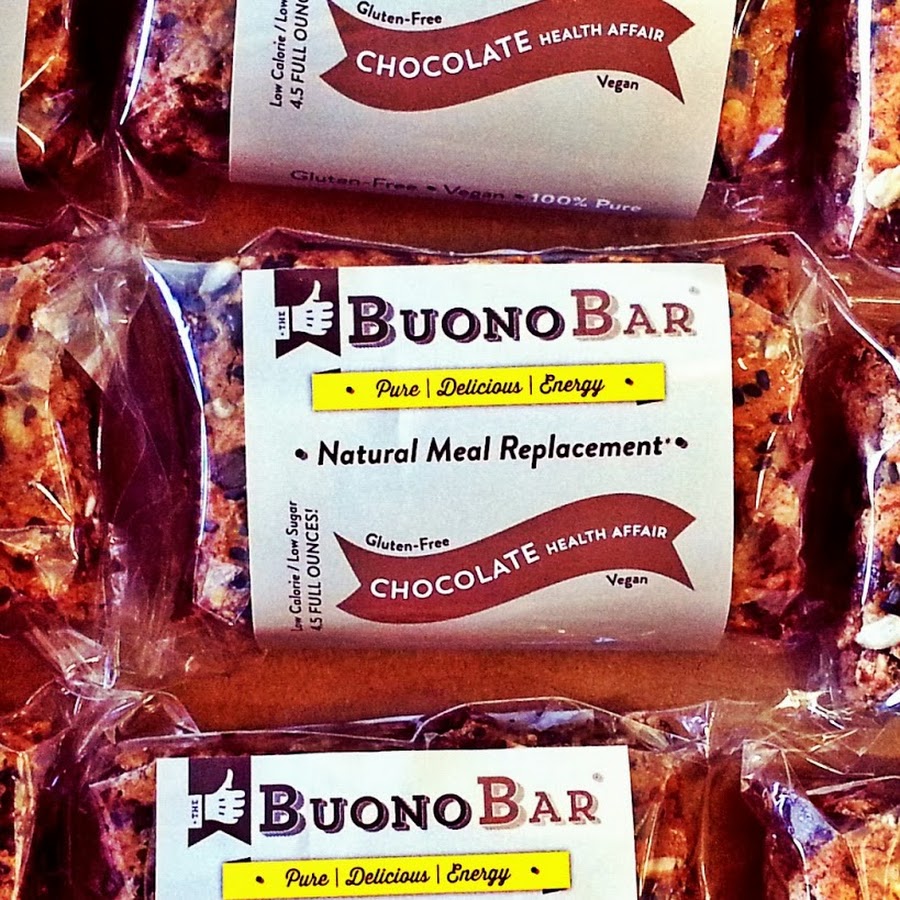 Gluten-Free
Low Calorie / Low
4.5 FULL OUNC
CHOCOLATE HEALTH AFFAIR
Vegan
Gluten-Free • Vegan • 100% Pure
THE
BUONOBAR
• Pure | Delicious | Energy •
• Natural Meal Replacement* •
Low Calorie / Low Sugar
4.5 FULL OUNCES!
Gluten-Free
CHOCOLATE HEALTH AFFAIR
Vegan
THE
BUONOBAR
• Pure | Delicious | Energy •